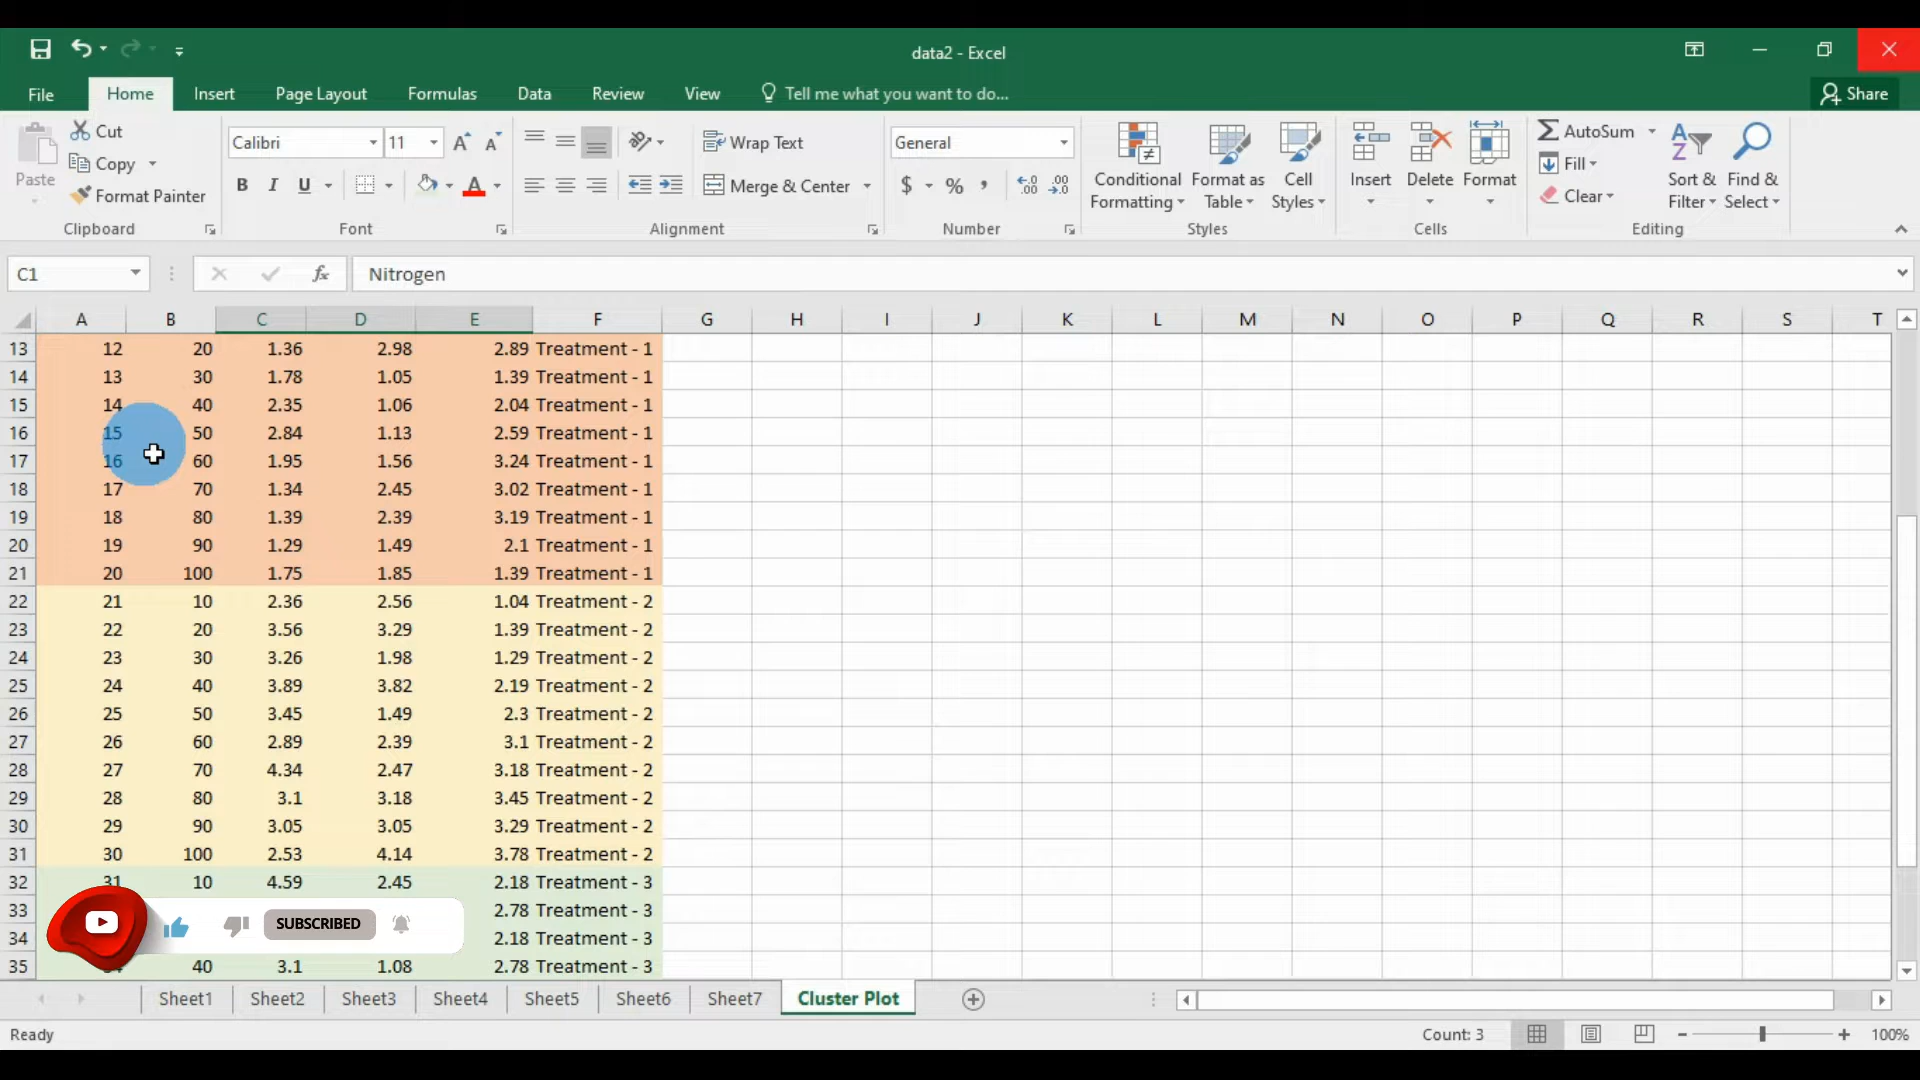 data2 - Excel
File Home Insert Page Layout Formulas Data Review View Tell me what you want to do... Share
Paste Cut Copy Format Painter Clipboard
Calibri 11 B I U A Font
Wrap Text Merge & Center Alignment
General $ % Number
Conditional Formatting Format as Table Cell Styles Styles
Insert Delete Format Cells
AutoSum Fill Clear Sort & Filter Find & Select Editing
C1 fx Nitrogen
A B C D E F G H I J K L M N O P Q R S T
13 12 20 1.36 2.98 2.89 Treatment - 1
14 13 30 1.78 1.05 1.39 Treatment - 1
15 14 40 2.35 1.06 2.04 Treatment - 1
16 15 50 2.84 1.13 2.59 Treatment - 1
17 16 60 1.95 1.56 3.24 Treatment - 1
18 17 70 1.34 2.45 3.02 Treatment - 1
19 18 80 1.39 2.39 3.19 Treatment - 1
20 19 90 1.29 1.49 2.1 Treatment - 1
21 20 100 1.75 1.85 1.39 Treatment - 1
22 21 10 2.36 2.56 1.04 Treatment - 2
23 22 20 3.56 3.29 1.39 Treatment - 2
24 23 30 3.26 1.98 1.29 Treatment - 2
25 24 40 3.89 3.82 2.19 Treatment - 2
26 25 50 3.45 1.49 2.3 Treatment - 2
27 26 60 2.89 2.39 3.1 Treatment - 2
28 27 70 4.34 2.47 3.18 Treatment - 2
29 28 80 3.1 3.18 3.45 Treatment - 2
30 29 90 3.05 3.05 3.29 Treatment - 2
31 30 100 2.53 4.14 3.78 Treatment - 2
32 31 10 4.59 2.45 2.18 Treatment - 3
33 2.78 Treatment - 3
34 2.18 Treatment - 3
SUBSCRIBED
35 40 3.1 1.08 2.78 Treatment - 3
Sheet1 Sheet2 Sheet3 Sheet4 Sheet5 Sheet6 Sheet7 Cluster Plot
Ready Count: 3 100%